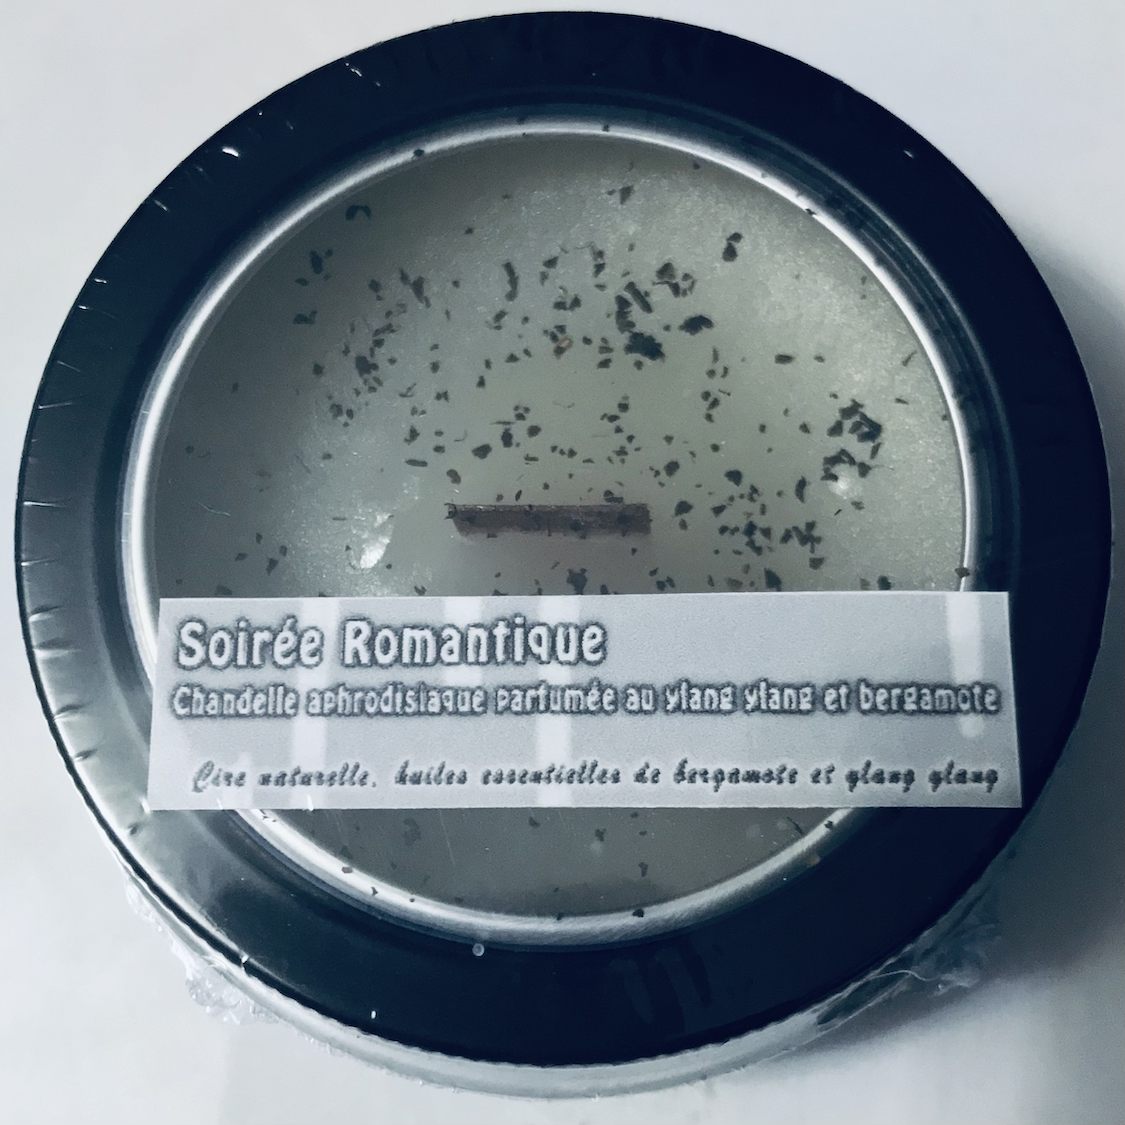 Soirée Romantique
Chandelle aphrodisiaque parfumée au ylang ylang et bergamote
Cire naturelle, huiles essentielles de bergamote et ylang ylang